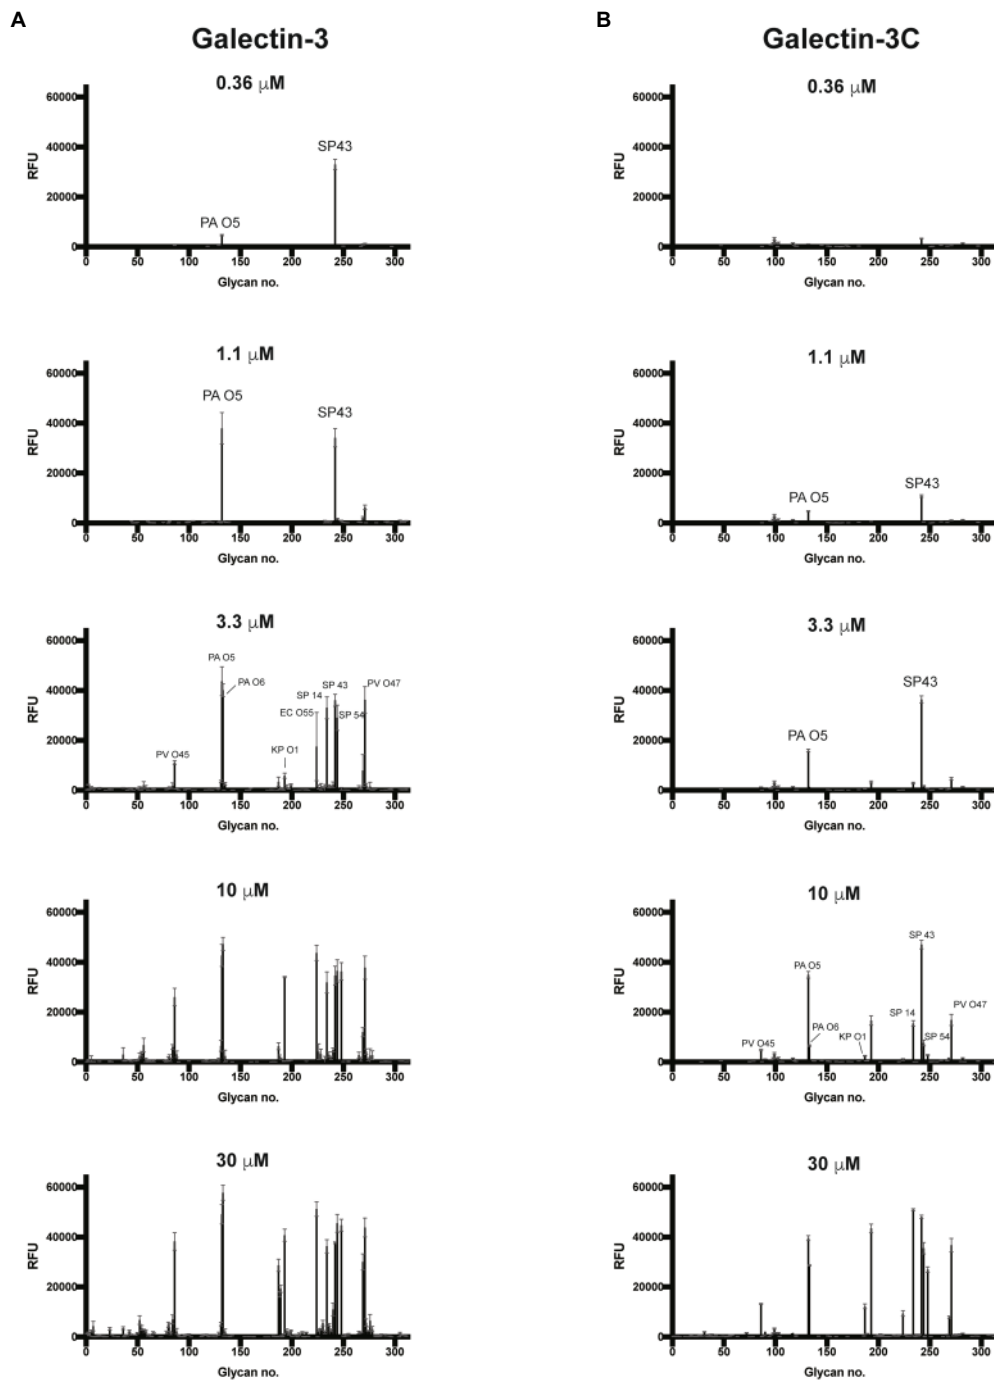 A
Galectin-3
0.36 μM
60000
40000
20000
0
RFU
PA O5
SP43
0 50 100 150 200 250 300
Glycan no.
1.1 μM
60000
40000
20000
0
RFU
PA O5
SP43
0 50 100 150 200 250 300
Glycan no.
3.3 μM
60000
40000
20000
0
RFU
PV O45
PA O5
PA O6
KP O1
EC O55
SP 14
SP 43
SP 54
PV O47
0 50 100 150 200 250 300
Glycan no.
10 μM
60000
40000
20000
0
RFU
0 50 100 150 200 250 300
Glycan no.
30 μM
60000
40000
20000
0
RFU
0 50 100 150 200 250 300
Glycan no.
B
Galectin-3C
0.36 μM
60000
40000
20000
0
RFU
0 50 100 150 200 250 300
Glycan no.
1.1 μM
60000
40000
20000
0
RFU
PA O5
SP43
0 50 100 150 200 250 300
Glycan no.
3.3 μM
60000
40000
20000
0
RFU
PA O5
SP43
0 50 100 150 200 250 300
Glycan no.
10 μM
60000
40000
20000
0
RFU
PV O45
PA O5
PA O6
KP O1
SP 14
SP 43
SP 54
PV O47
0 50 100 150 200 250 300
Glycan no.
30 μM
60000
40000
20000
0
RFU
0 50 100 150 200 250 300
Glycan no.